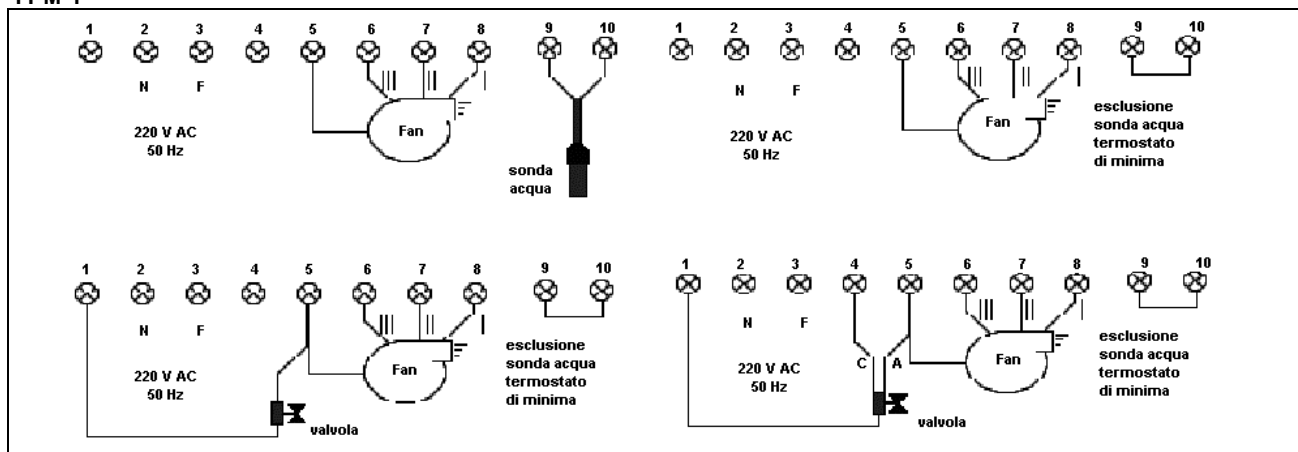 1 2 3 4 5 6 7 8 9 10
III II I
N F
Fan
220 V AC
50 Hz
sonda
acqua
1 2 3 4 5 6 7 8 9 10
III II I
N F
Fan
220 V AC
50 Hz
esclusione
sonda acqua
termostato
di minima
1 2 3 4 5 6 7 8 9 10
III II I
N F
Fan
220 V AC
50 Hz
valvola
esclusione
sonda acqua
termostato
di minima
1 2 3 4 5 6 7 8 9 10
III II I
N F
C A
Fan
220 V AC
50 Hz
valvola
esclusione
sonda acqua
termostato
di minima